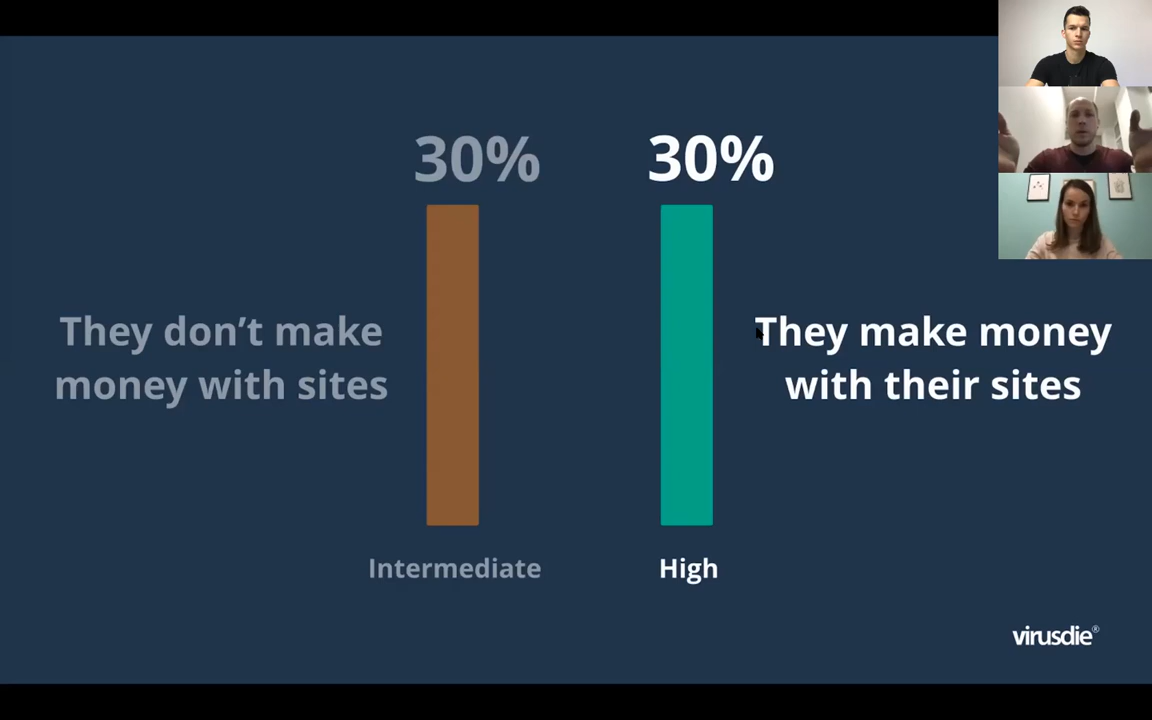 30%
30%
They don’t make
money with sites
They make money
with their sites
Intermediate
High
virusdie®